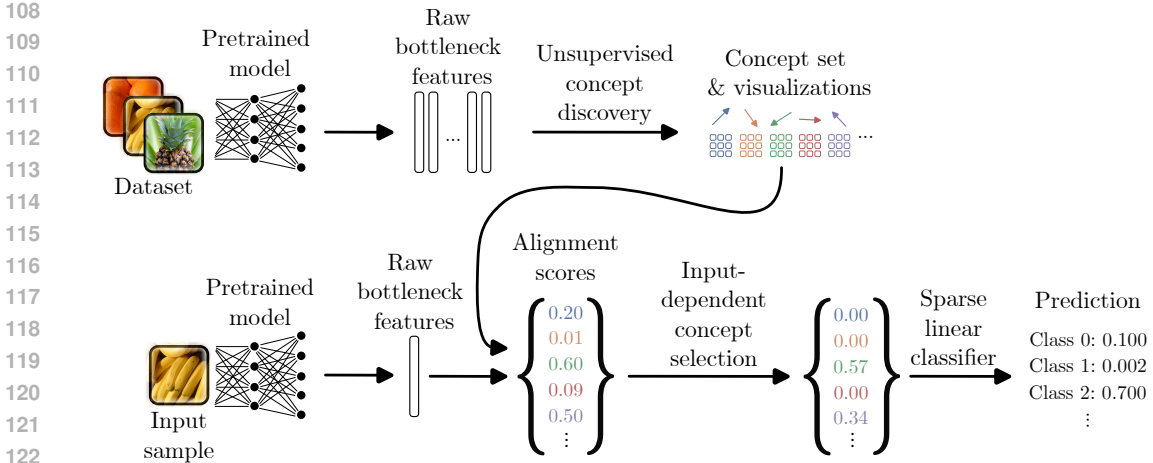 108
109
110
111
112
113
114
115
116
117
118
119
120
121
122
Pretrained
model
Dataset
Raw
bottleneck
features
...
Unsupervised
concept
discovery
Concept set
& visualizations
...
Input
sample
Pretrained
model
Raw
bottleneck
features
Alignment
scores
0.20
0.01
0.60
0.09
0.50
⋮
Input-
dependent
concept
selection
0.00
0.00
0.57
0.00
0.34
⋮
Sparse
linear
classifier
Prediction
Class 0: 0.100
Class 1: 0.002
Class 2: 0.700
⋮